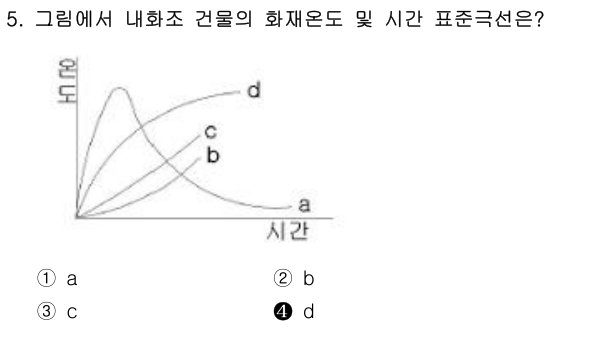 5. 그림에서 내화조 건물의 화재온도 및 시간 표준극선은?
온도
d
c
b
a
시간
① a ② b
③ c ❹ d